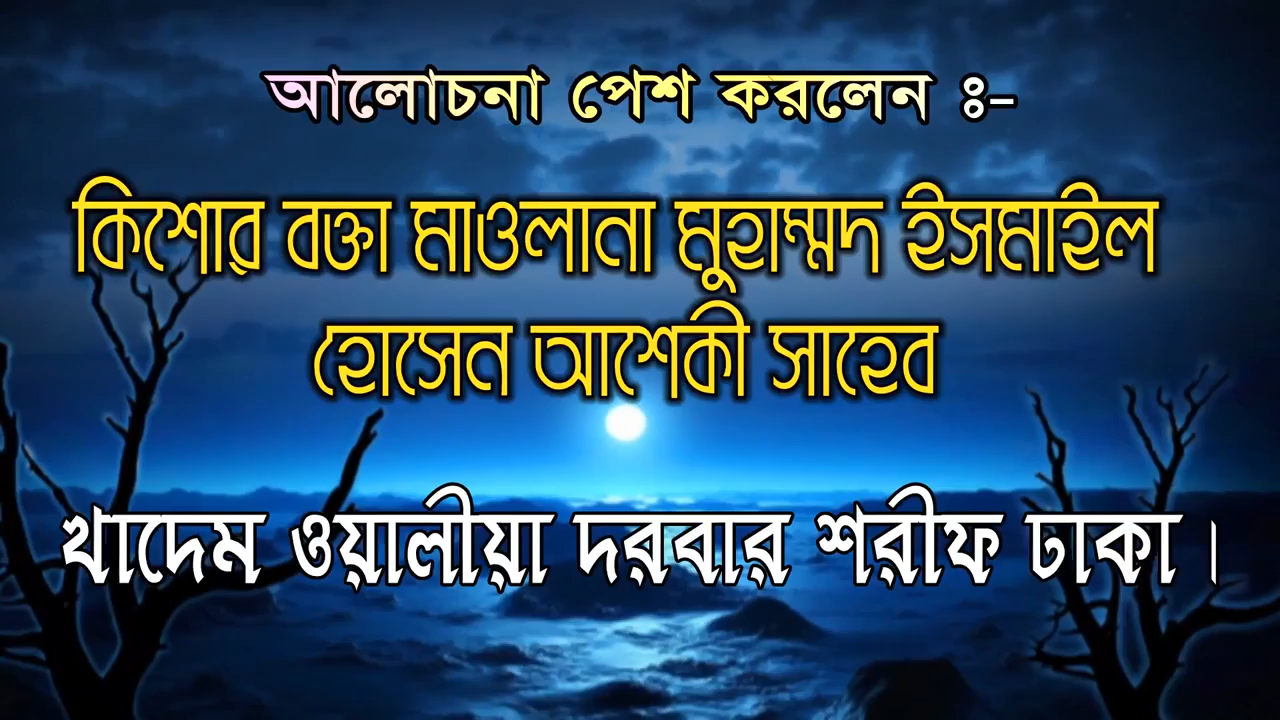 আলোচনা পেশ করলেন ঃ-
কিশোর বক্তা মাওলানা মুহাম্মদ ইসমাইল
হোসেন আশেকী সাহেব
খাদেম ওয়ালীয়া দরবার শরীফ ঢাকা।